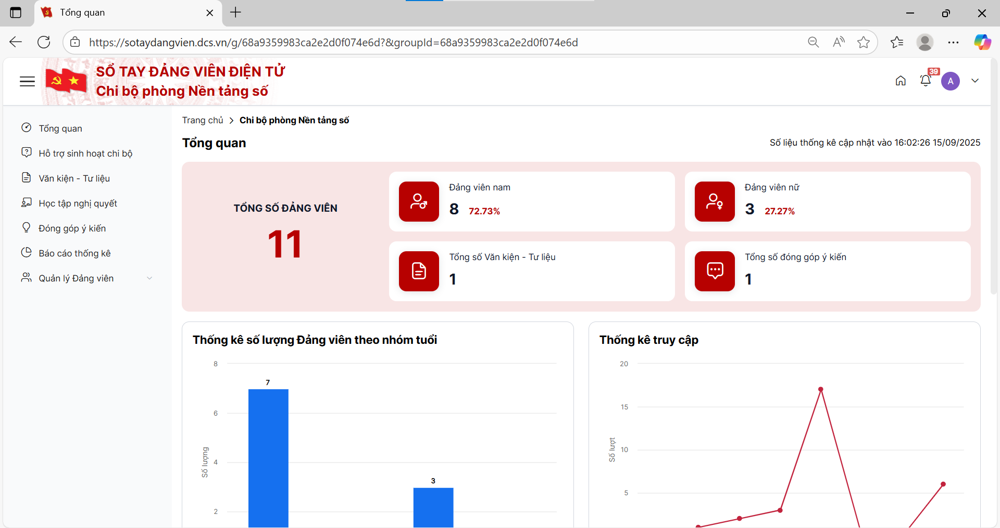 Tổng quan
https://sotaydangvien.dcs.vn/g/68a9359983ca2e2d0f074e6d?&groupId=68a9359983ca2e2d0f074e6d
SỔ TAY ĐẢNG VIÊN ĐIỆN TỬ
Chi bộ phòng Nền tảng số
39
A
Tổng quan
Hỗ trợ sinh hoạt chi bộ
Văn kiện - Tư liệu
Học tập nghị quyết
Đóng góp ý kiến
Báo cáo thống kê
Quản lý Đảng viên
Trang chủ > Chi bộ phòng Nền tảng số
Tổng quan
Số liệu thống kê cập nhật vào 16:02:26 15/09/2025
TỔNG SỐ ĐẢNG VIÊN
11
Đảng viên nam
8 72.73%
Đảng viên nữ
3 27.27%
Tổng số Văn kiện - Tư liệu
1
Tổng số đóng góp ý kiến
1
Thống kê số lượng Đảng viên theo nhóm tuổi
8
7
6
Số lượng
4
3
2
Thống kê truy cập
20
15
Số lượt
10
5